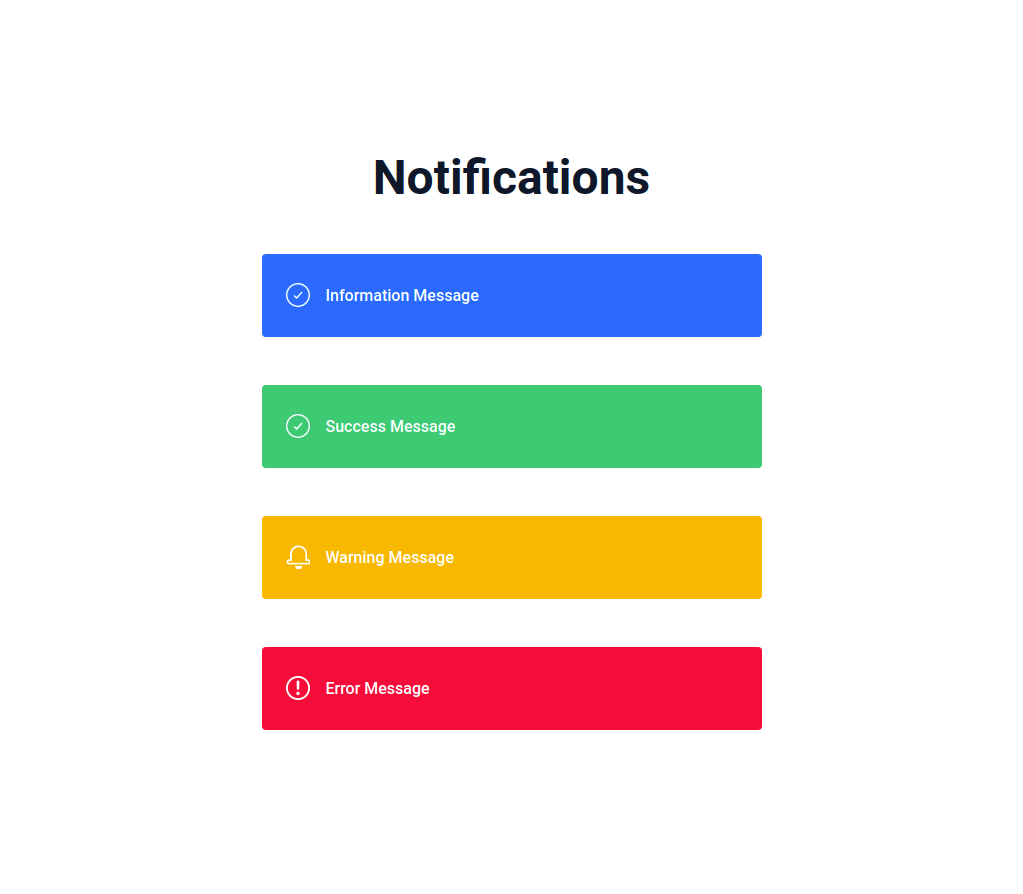 Notifications
Information Message
Success Message
Warning Message
Error Message